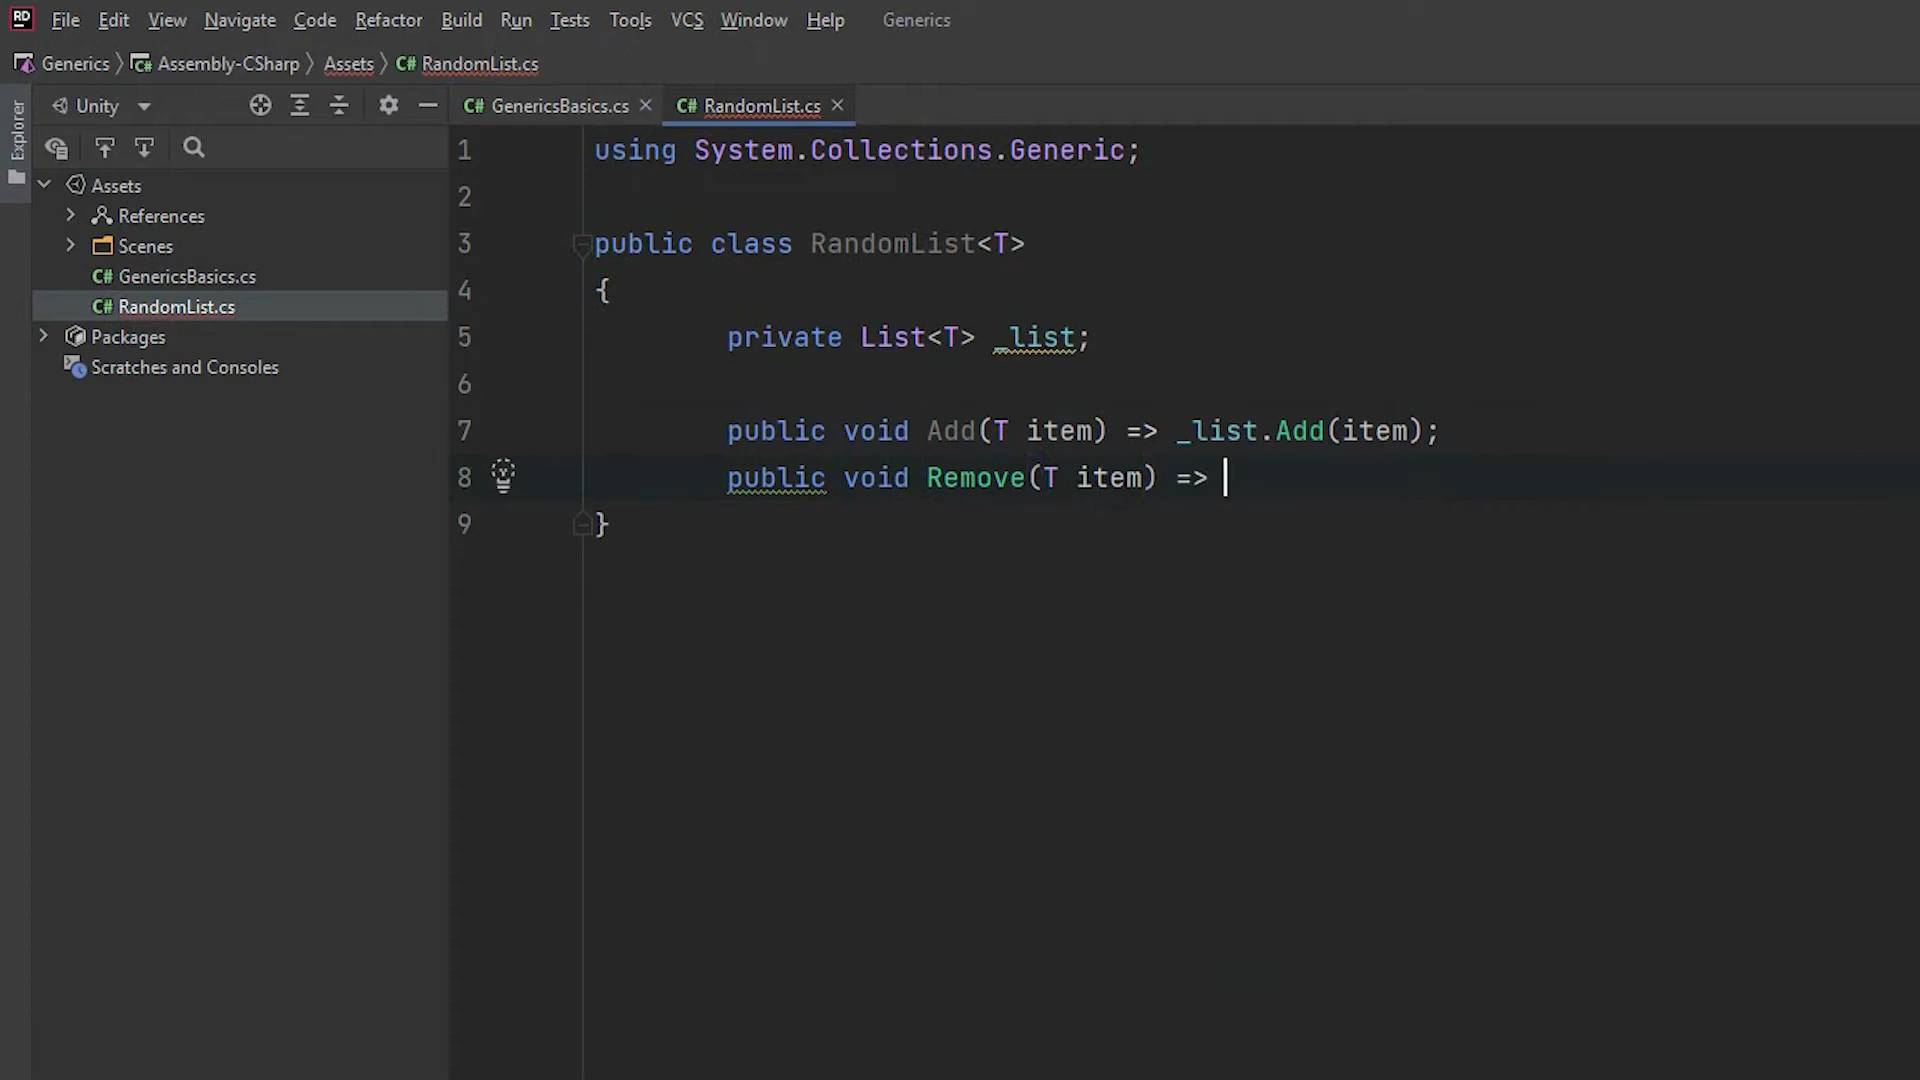 RD File Edit View Navigate Code Refactor Build Run Tests Tools VCS Window Help Generics
Generics Assembly-CSharp Assets C# RandomList.cs
Explorer
Unity
C# GenericsBasics.cs C# RandomList.cs
Assets
References
Scenes
C# GenericsBasics.cs
C# RandomList.cs
Packages
Scratches and Consoles
1 using System.Collections.Generic;
2
3 public class RandomList<T>
4 {
5 private List<T> _list;
6
7 public void Add(T item) => _list.Add(item);
8 public void Remove(T item) =>
9 }